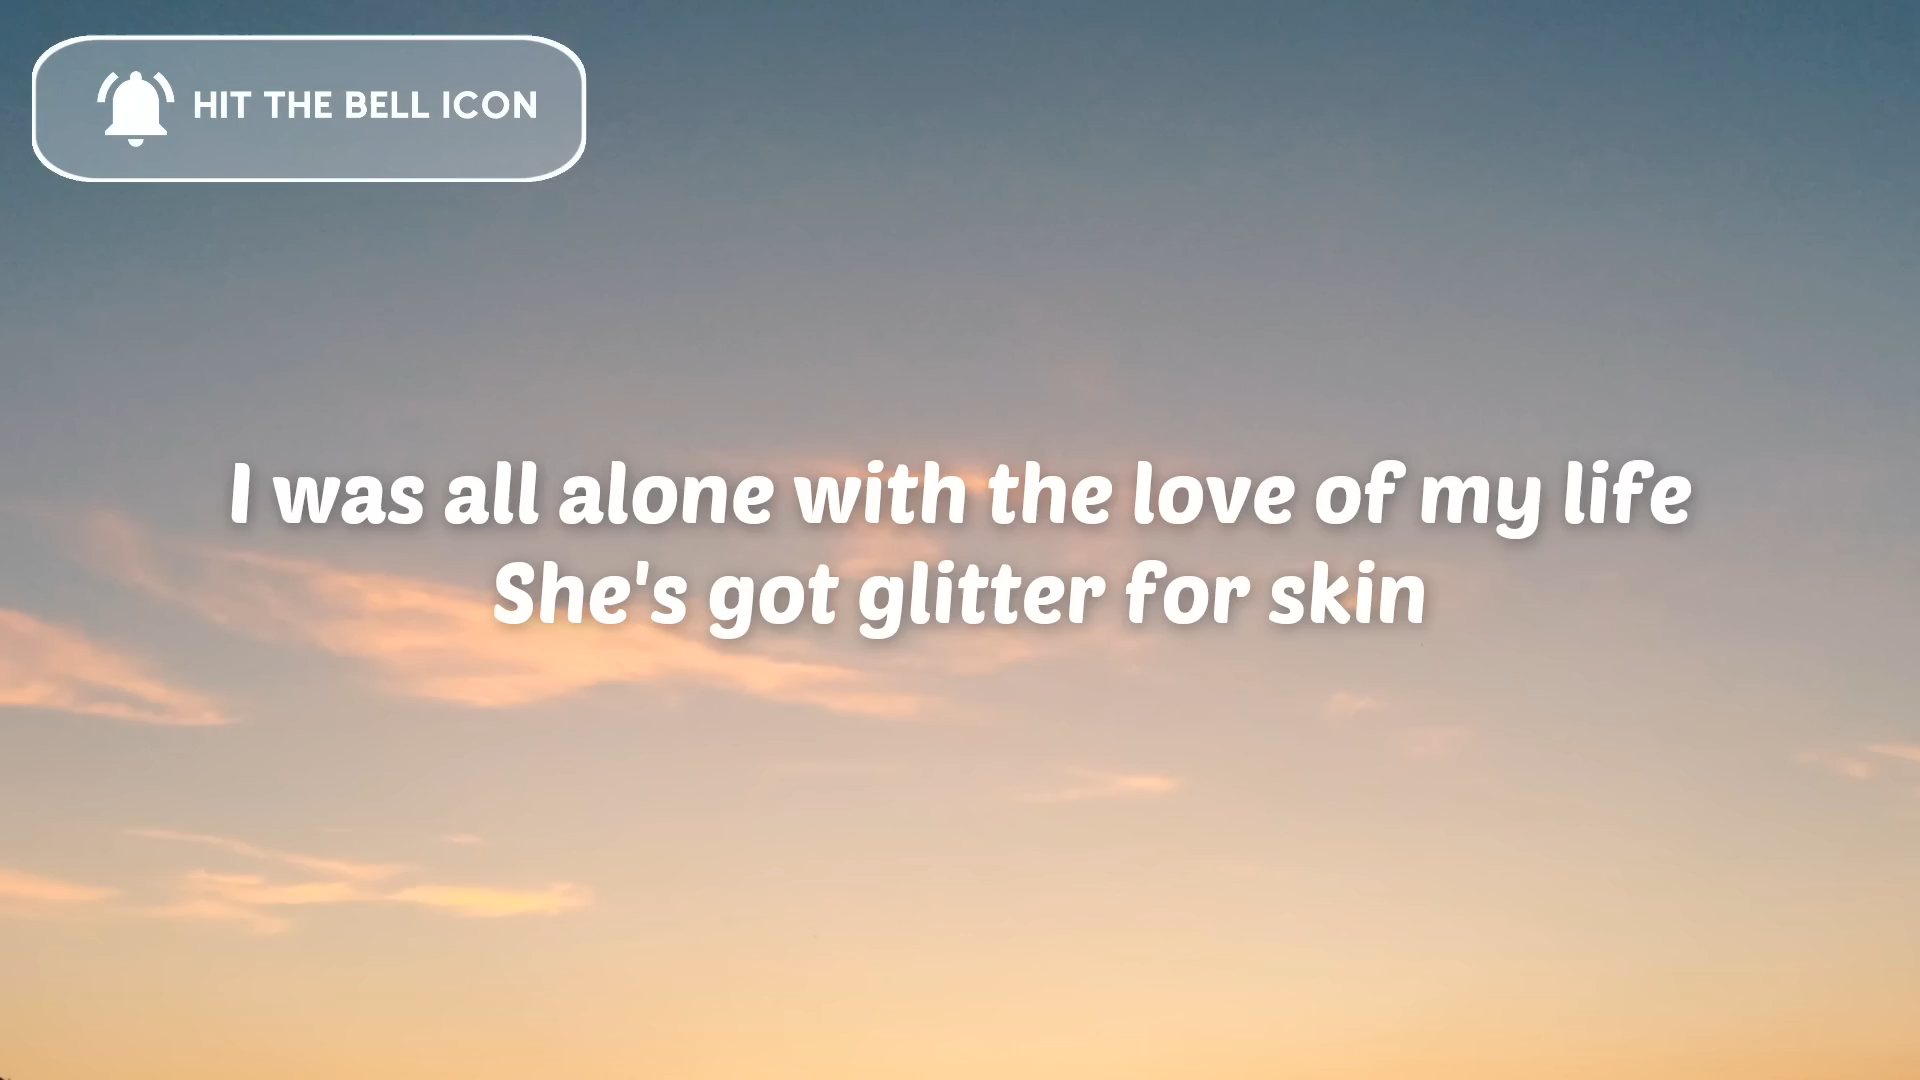 HIT THE BELL ICON
I was all alone with the love of my life
She's got glitter for skin